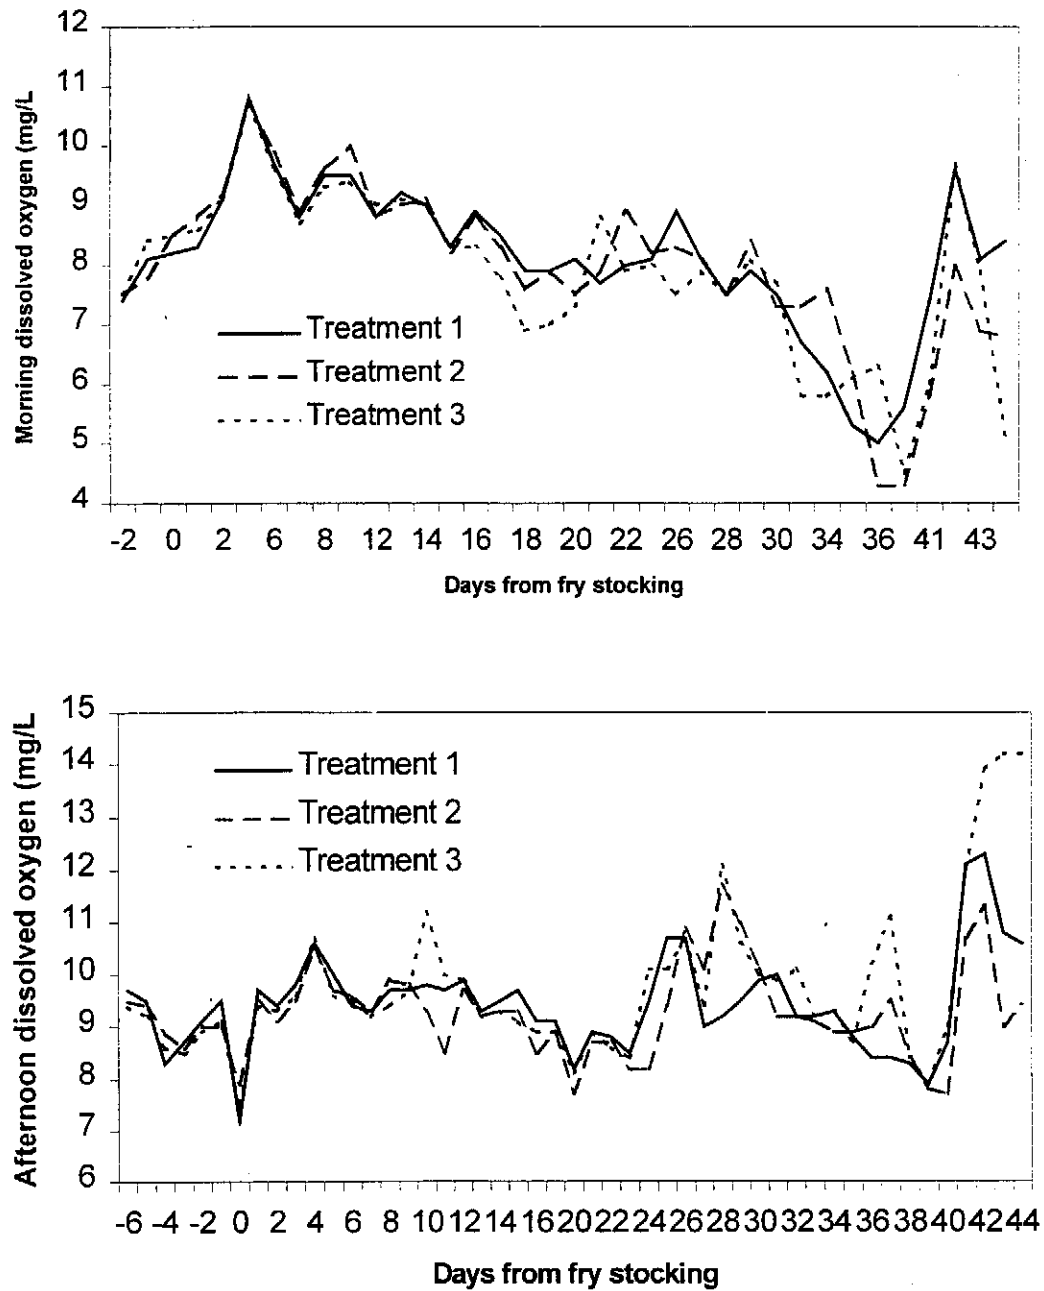 12
11
10
9
8
7
6
5
4
Morning dissolved oxygen (mg/L
Treatment 1
Treatment 2
Treatment 3
-2 0 2 6 8 12 14 16 18 20 22 26 28 30 34 36 41 43
Days from fry stocking
15
14
13
12
11
10
9
8
7
6
Afternoon dissolved oxygen (mg/L
Treatment 1
Treatment 2
Treatment 3
-6 -4 -2 0 2 4 6 8 10 12 14 16 20 22 24 26 28 30 32 34 36 38 40 42 44
Days from fry stocking